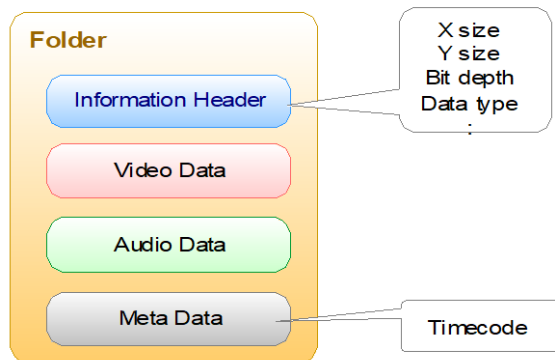 Folder
Information Header
Video Data
Audio Data
Meta Data
X size
Y size
Bit depth
Data type
:
Timecode